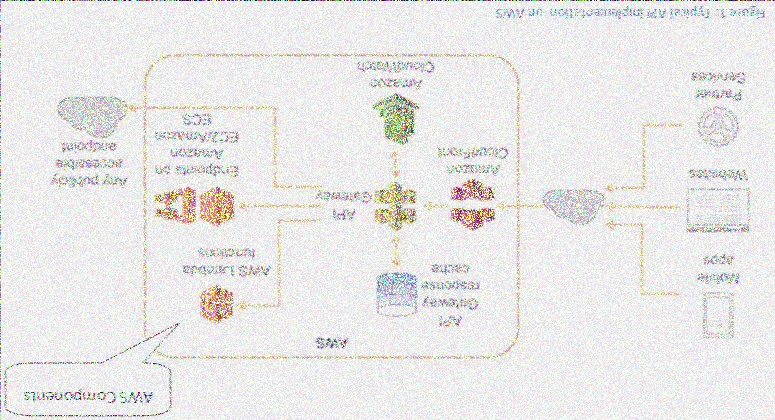 AWS Components
AWS
API
Gateway
response
cache
Mobile
apps
AWS Lambda
functions
Websites
API
Gateway
Any publicly
accessible
endpoint
Endpoints on
Amazon
EC2/Amazon
ECS
Amazon
CloudFront
Partner
Services
Amazon
CloudWatch
Figure 1: Typical API implementation on AWS